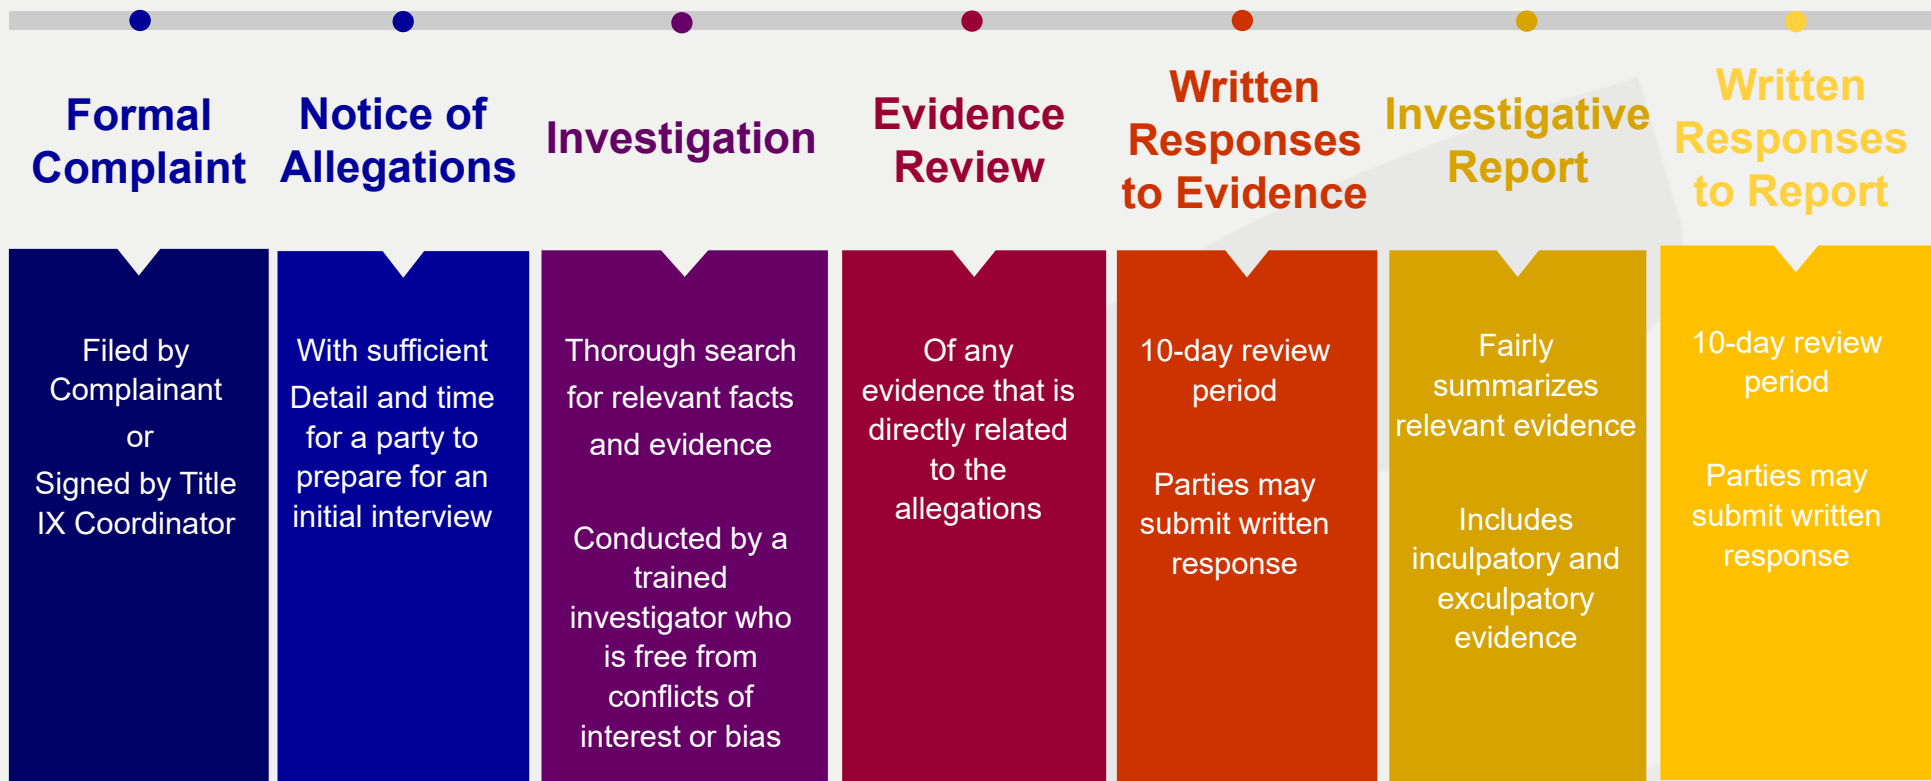 Formal
Complaint
Notice of
Allegations
Investigation
Evidence
Review
Written
Responses
to Evidence
Investigative
Report
Written
Responses
to Report
Filed by
Complainant
or
Signed by Title
IX Coordinator
With sufficient
Detail and time
for a party to
prepare for an
initial interview
Thorough search
for relevant facts
and evidence
Conducted by a
trained
investigator who
is free from
conflicts of
interest or bias
Of any
evidence that is
directly related
to the
allegations
10-day review
period
Parties may
submit written
response
Fairly
summarizes
relevant evidence
Includes
inculpatory and
exculpatory
evidence
10-day review
period
Parties may
submit written
response